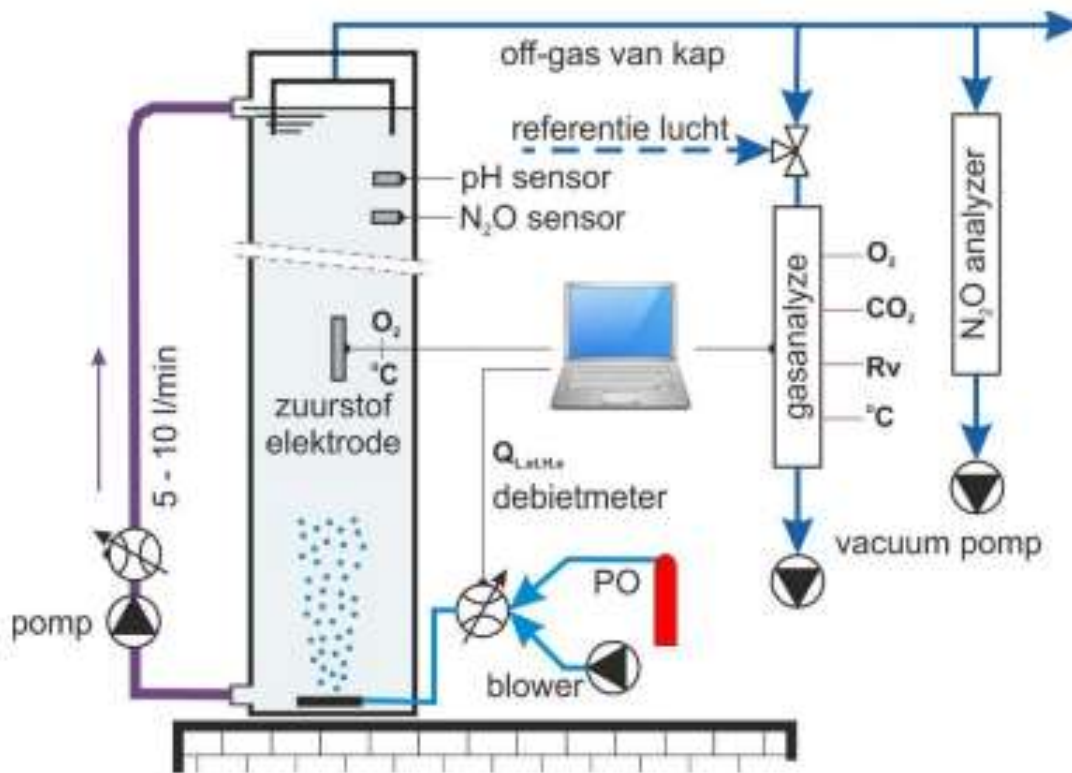 off-gas van kap
referentie lucht
pH sensor
N₂O sensor
O₂
°C
zuurstof
elektrode
5 - 10 l/min
pomp
debietmeter
PO
blower
gasanalyze
O₂
CO₂
Rv
°C
N₂O analyzer
vacuum pomp